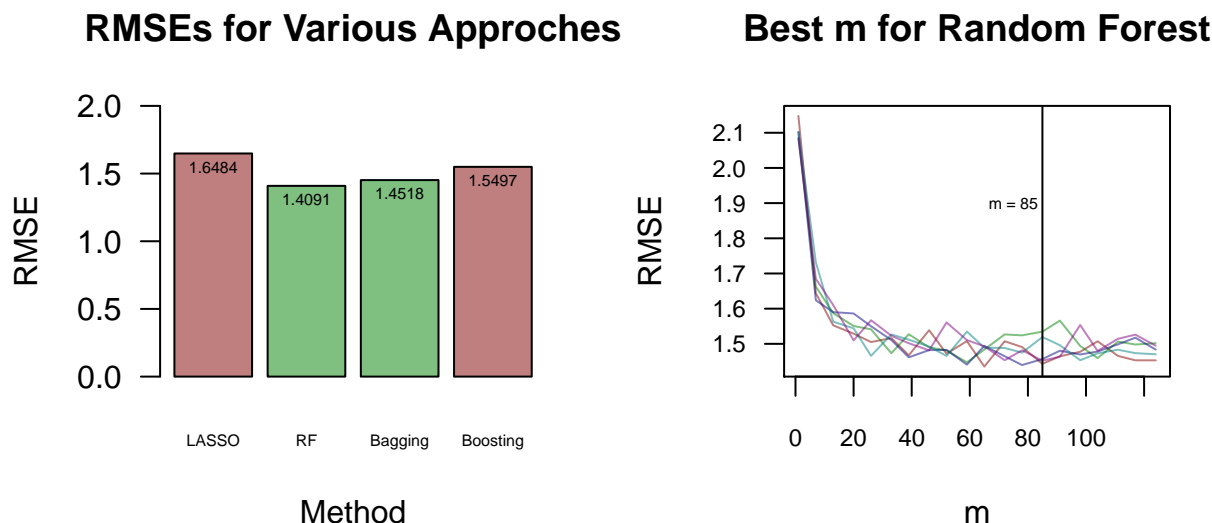 RMSEs for Various Approches
2.0
1.5
1.0
0.5
0.0
RMSE
1.6484
1.4091
1.4518
1.5497
LASSO RF Bagging Boosting
Method
Best m for Random Forest
2.1
2.0
1.9
1.8
1.7
1.6
1.5
RMSE
m = 85
0 20 40 60 80 100
m